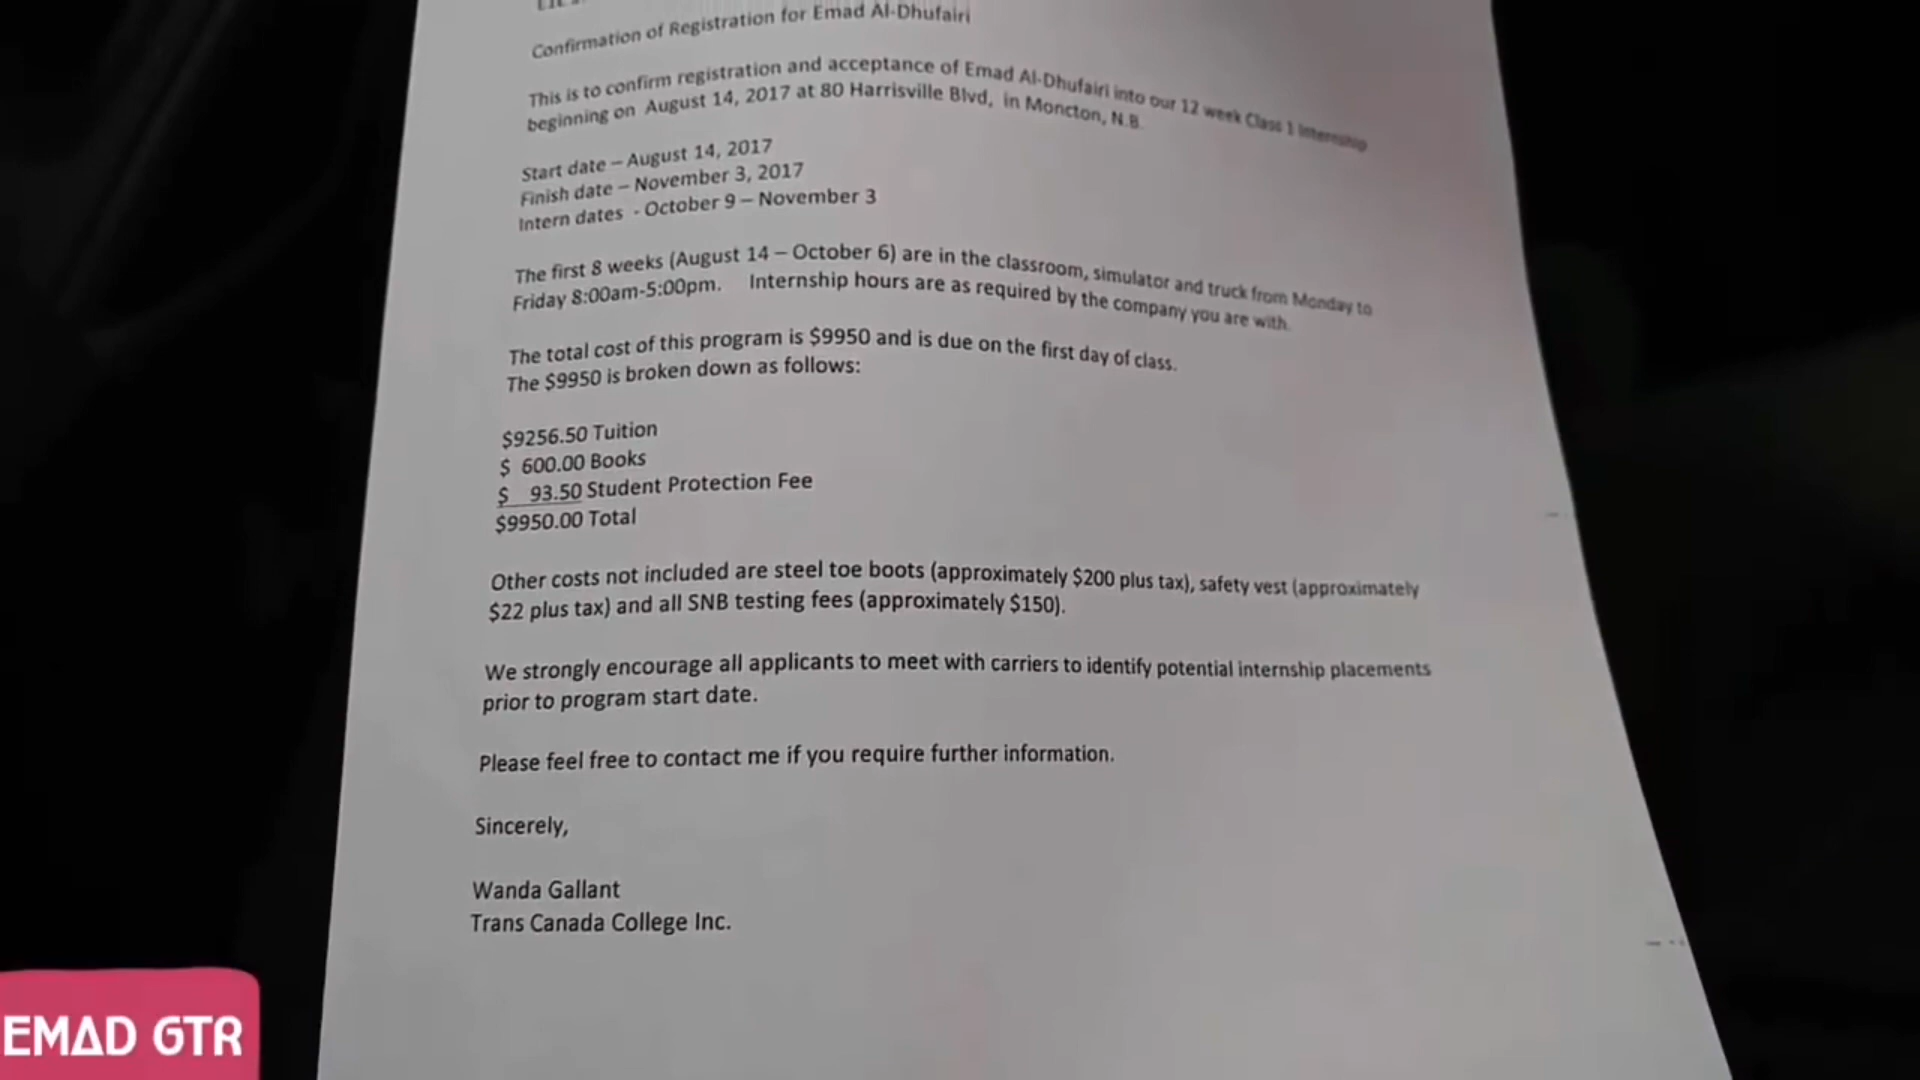 Confirmation of Registration for Emad Al-Dhufairi
This is to confirm registration and acceptance of Emad Al-Dhufairi into our 12 week Class 1 Internship
beginning on August 14, 2017 at 80 Harrisville Blvd, in Moncton, N.B.
Start date – August 14, 2017
Finish date – November 3, 2017
Intern dates - October 9 – November 3
The first 8 weeks (August 14 – October 6) are in the classroom, simulator and truck from Monday to
Friday 8:00am-5:00pm. Internship hours are as required by the company you are with.
The total cost of this program is $9950 and is due on the first day of class.
The $9950 is broken down as follows:
$9256.50 Tuition
$ 600.00 Books
$ 93.50 Student Protection Fee
$9950.00 Total
Other costs not included are steel toe boots (approximately $200 plus tax), safety vest (approximately
$22 plus tax) and all SNB testing fees (approximately $150).
We strongly encourage all applicants to meet with carriers to identify potential internship placements
prior to program start date.
Please feel free to contact me if you require further information.
Sincerely,
Wanda Gallant
Trans Canada College Inc.
EMAD GTR